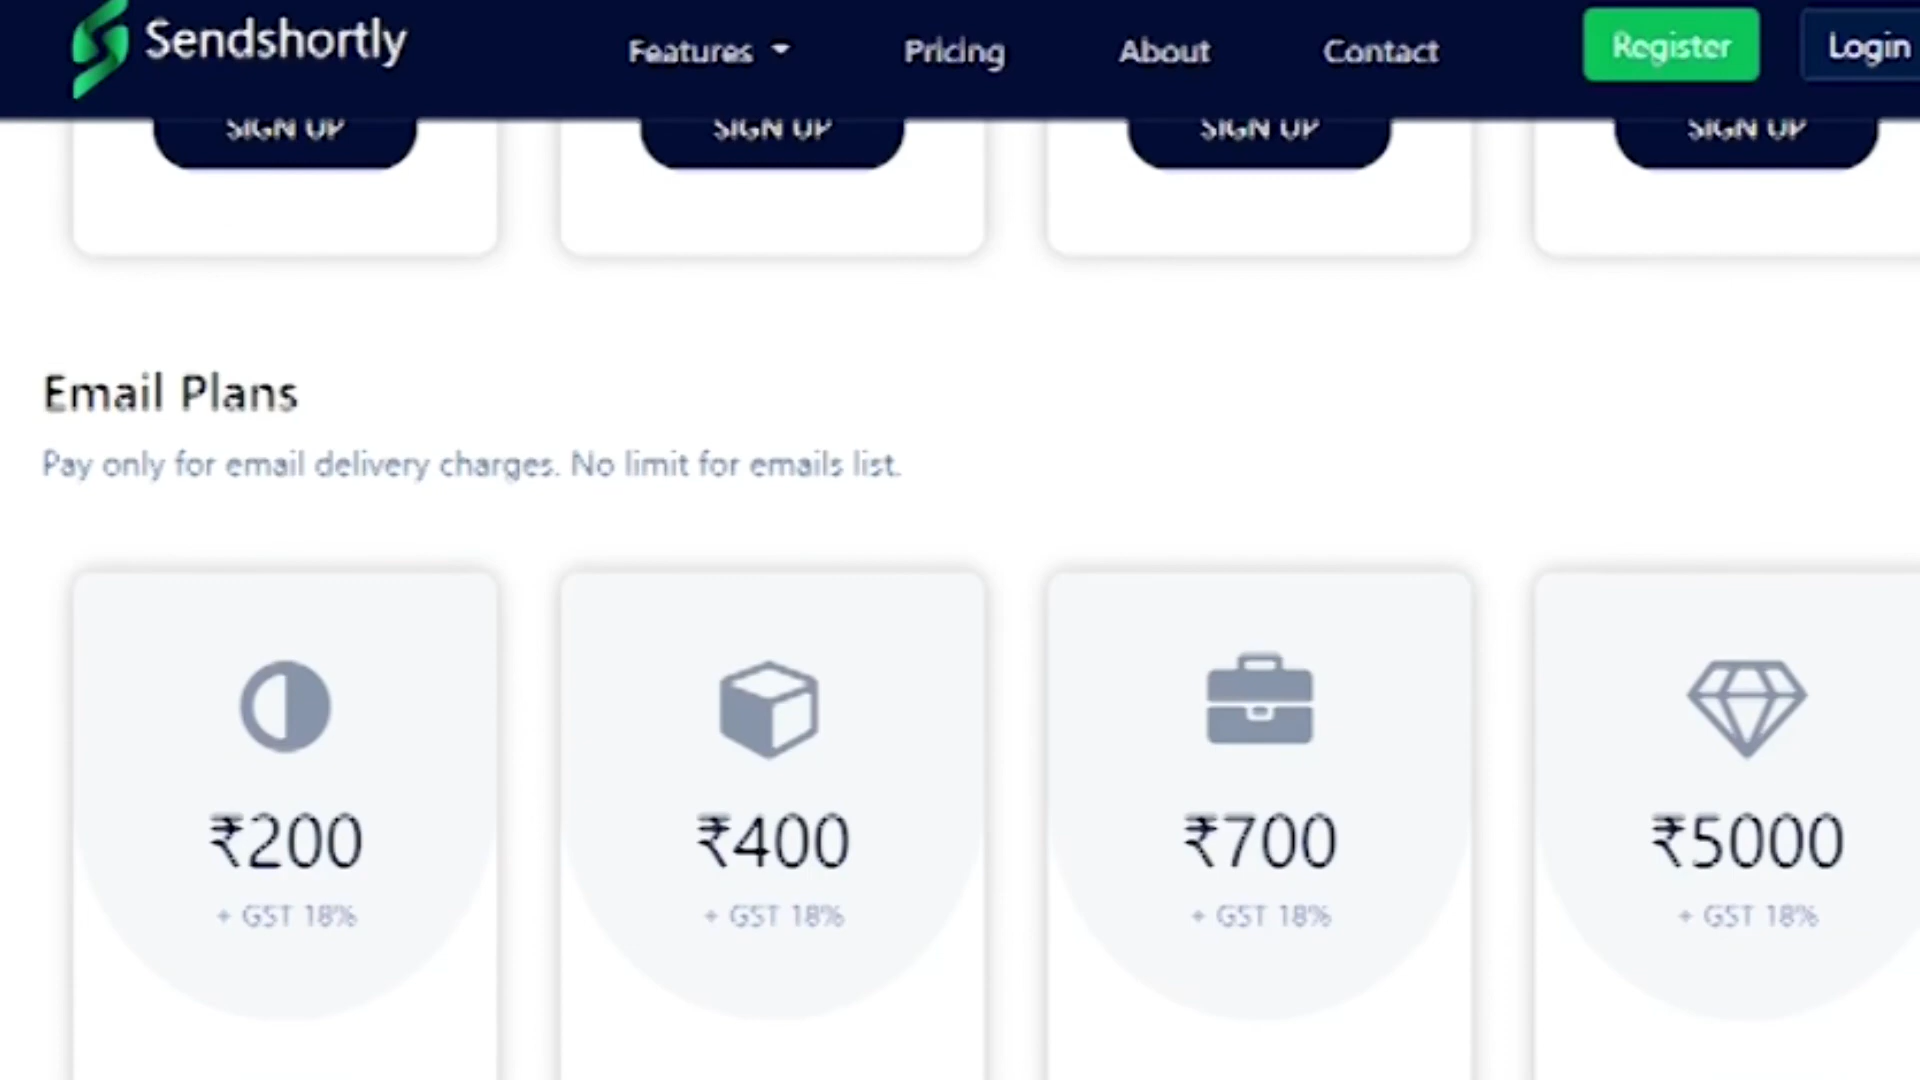 Sendshortly
Features
Pricing
About
Contact
Register
Login
SIGN UP
SIGN UP
SIGN UP
SIGN UP
Email Plans
Pay only for email delivery charges. No limit for emails list.
₹200
+ GST 18%
₹400
+ GST 18%
₹700
+ GST 18%
₹5000
+ GST 18%